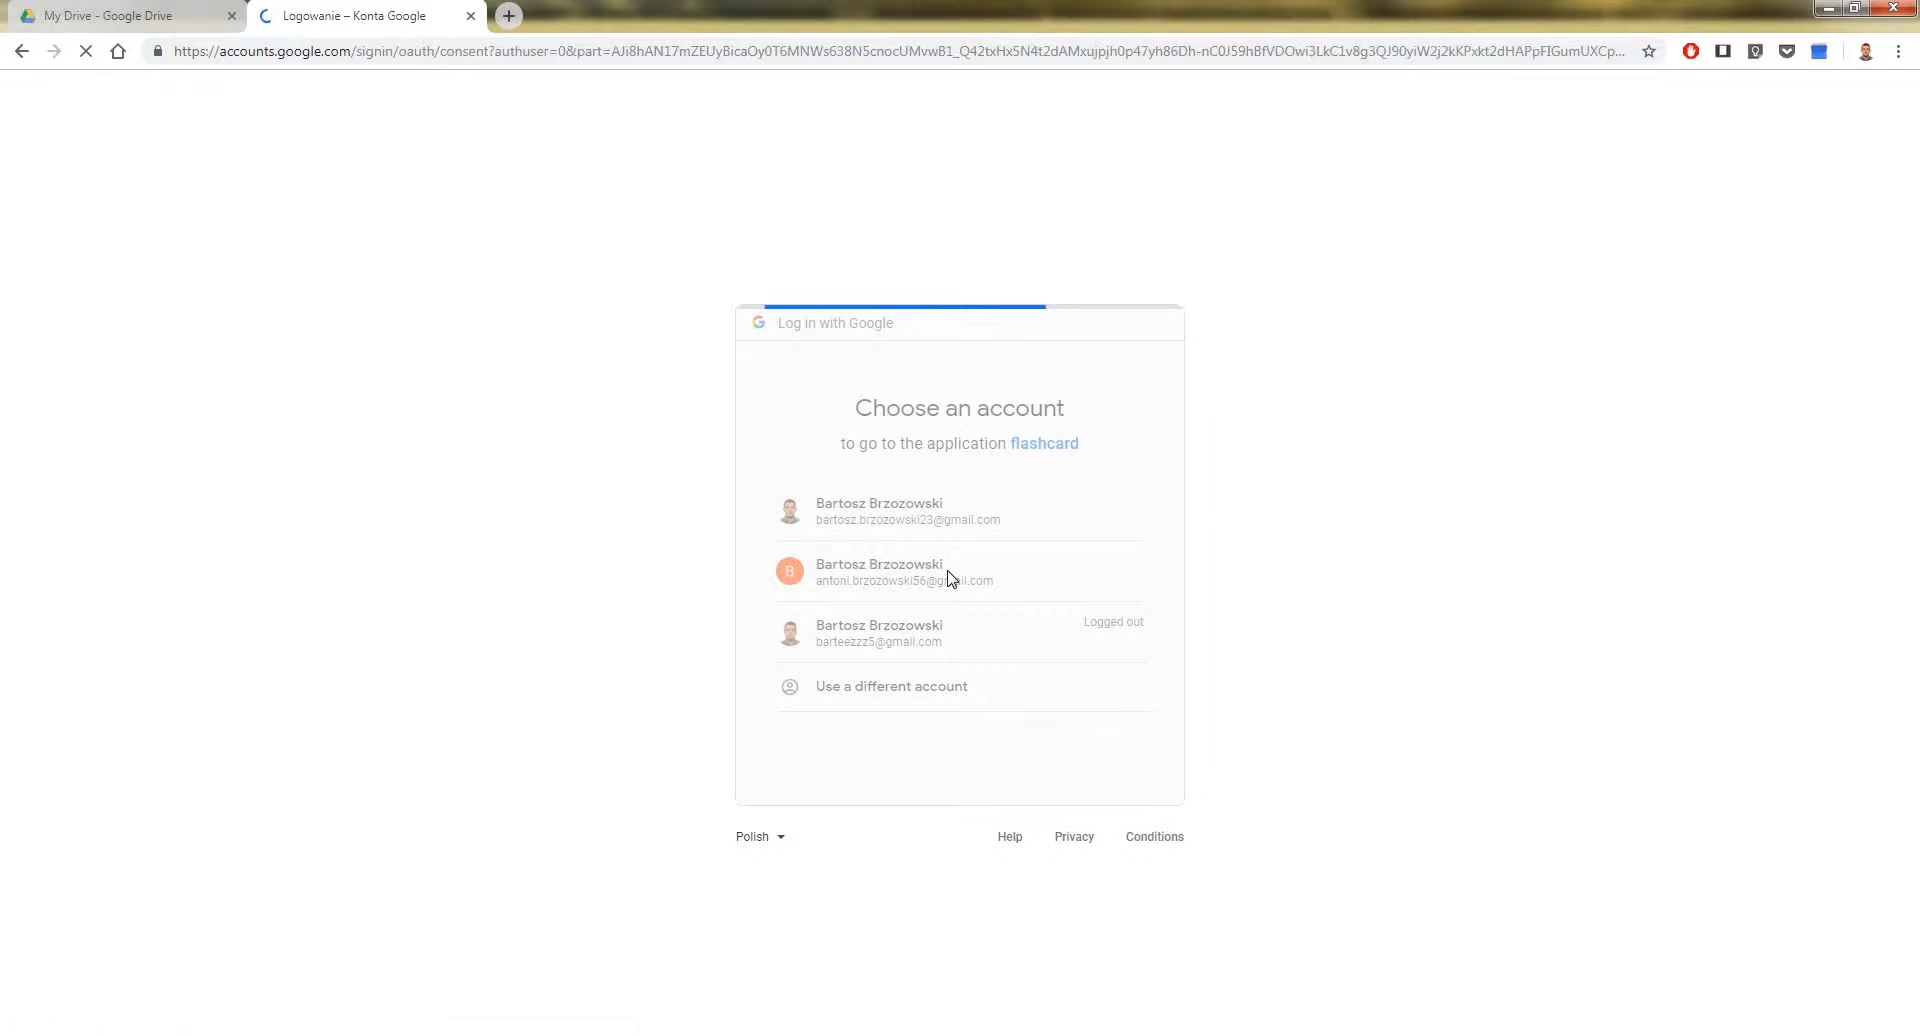 My Drive - Google Drive
Logowanie – Konta Google
https://accounts.google.com/signin/oauth/consent?authuser=0&part=AJi8hAN17mZEUyBicaOy0T6MNWs638N5cnocUMvwB1_Q42txHx5N4t2dAMxujpjh0p47yh86Dh-nC0J59hBfVDOwi3LkC1v8g3QJ90yiW2j2kKPxkt2dHAPpFIGumUXCp...
Log in with Google
Choose an account
to go to the application flashcard
Bartosz Brzozowski
bartosz.brzozowski23@gmail.com
B
Bartosz Brzozowski
antoni.brzozowski56@gmail.com
Bartosz Brzozowski
Logged out
barteezzz5@gmail.com
Use a different account
Polish
Help
Privacy
Conditions